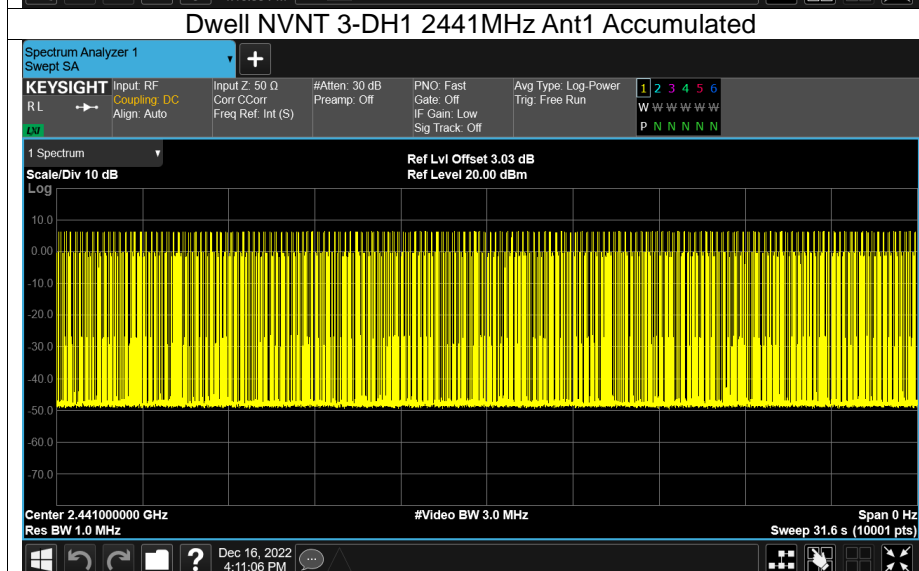 Dwell NVNT 3-DH1 2441MHz Ant1 Accumulated
Spectrum Analyzer 1
Swept SA
▼
+
KEYSIGHT
R L
LXI
Input: RF
Coupling: DC
Align: Auto
Input Z: 50 Ω
Corr CCorr
Freq Ref: Int (S)
#Atten: 30 dB
Preamp: Off
PNO: Fast
Gate: Off
IF Gain: Low
Sig Track: Off
Avg Type: Log-Power
Trig: Free Run
1 2 3 4 5 6
W W W W W W
P N N N N N
1 Spectrum ▼
Scale/Div 10 dB
Ref Lvl Offset 3.03 dB
Ref Level 20.00 dBm
Log
10.0
0.00
-10.0
-20.0
-30.0
-40.0
-50.0
-60.0
-70.0
Center 2.441000000 GHz
#Video BW 3.0 MHz
Span 0 Hz
Res BW 1.0 MHz
Sweep 31.6 s (10001 pts)
?
Dec 16, 2022
4:11:06 PM